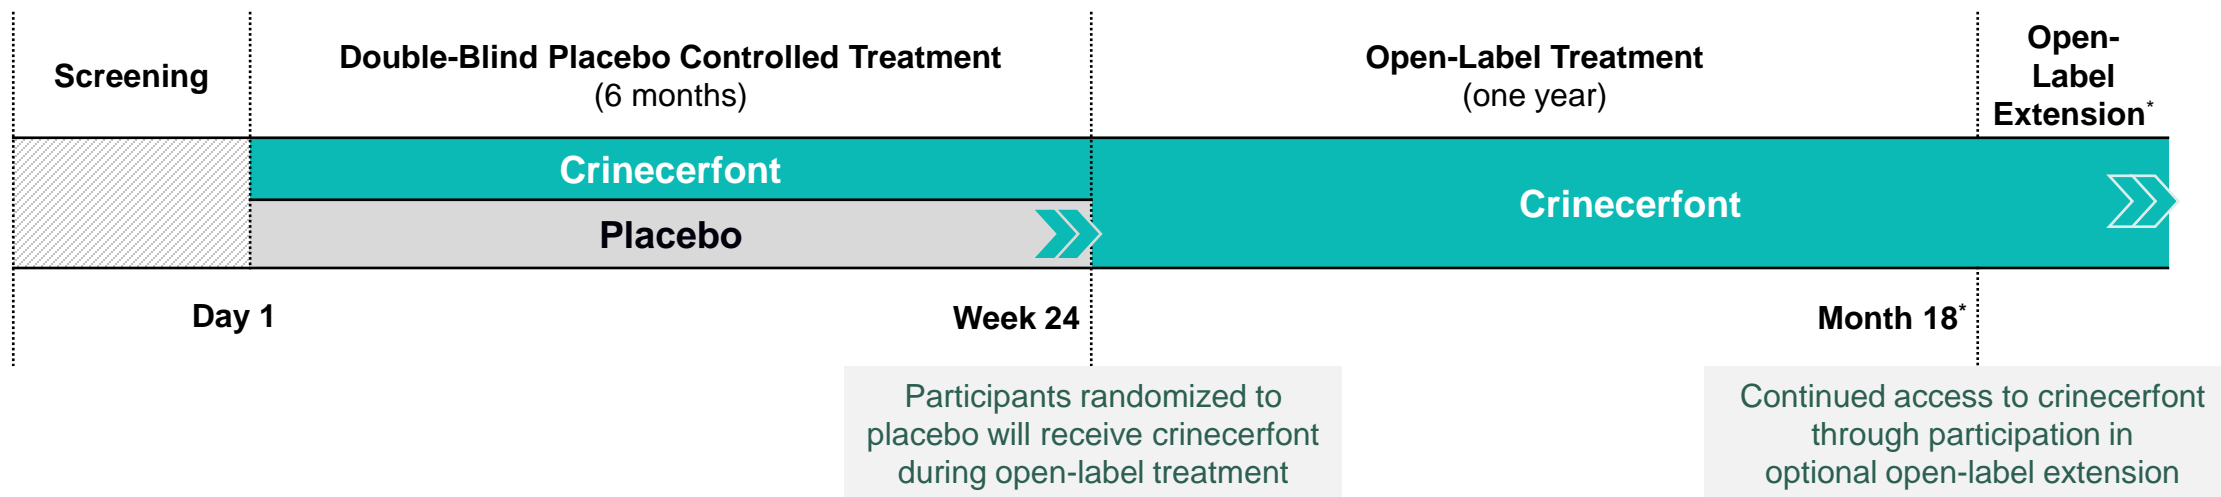 Screening
Double-Blind Placebo Controlled Treatment
(6 months)
Open-Label Treatment
(one year)
Open-
Label
Extension*
Crinecerfont
Placebo
Crinecerfont
Day 1
Week 24
Month 18*
Participants randomized to
placebo will receive crinecerfont
during open-label treatment
Continued access to crinecerfont
through participation in
optional open-label extension